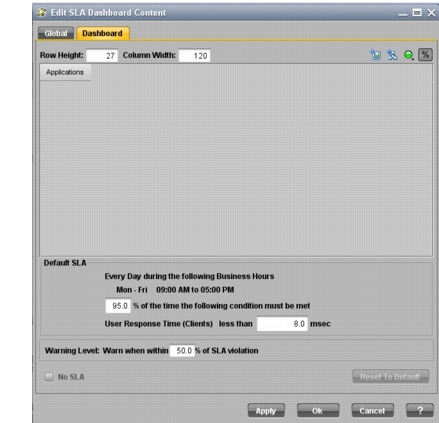 Edit SLA Dashboard Content
Global Dashboard
Row Height: 27 Column Width: 120 %
Applications
Default SLA
Every Day during the following Business Hours
Mon - Fri 09:00 AM to 05:00 PM
95.0 % of the time the following condition must be met
User Response Time (Clients) less than 8.0 msec
Warning Level: Warn when within 50.0 % of SLA violation
No SLA Reset To Default
Apply Ok Cancel ?